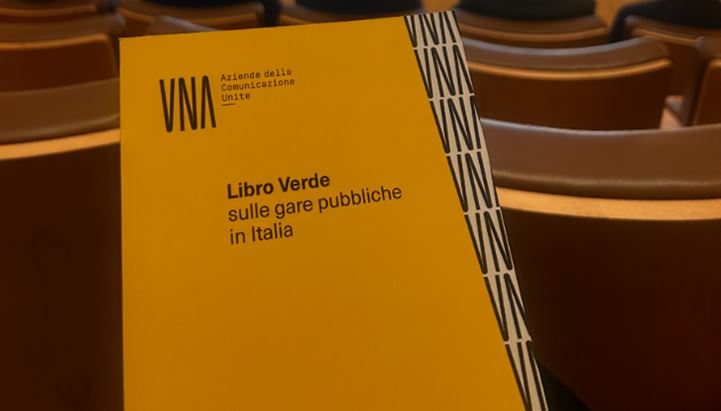 VNA
Aziende della
Comunicazione
Unite
Libro Verde
sulle gare pubbliche
in Italia